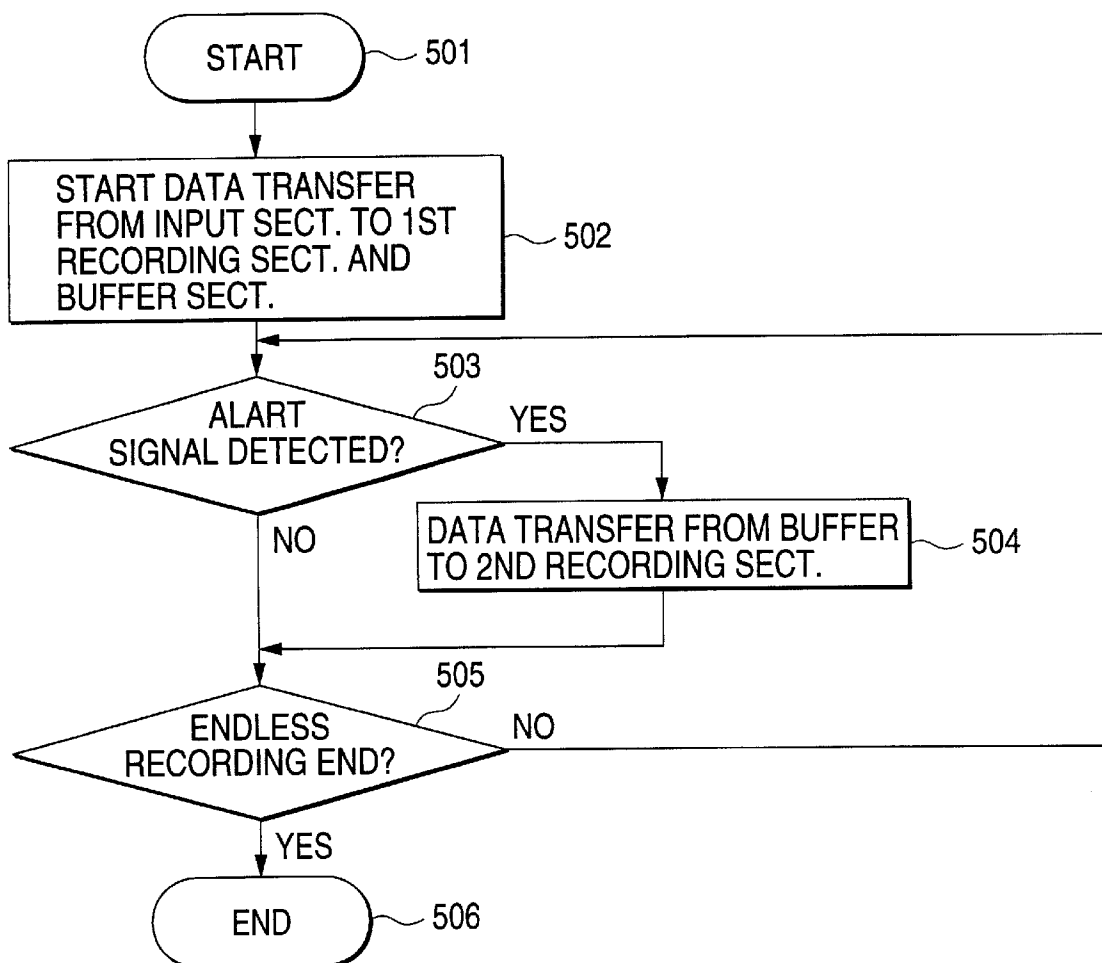 START
501
START DATA TRANSFER
FROM INPUT SECT. TO 1ST
RECORDING SECT. AND
BUFFER SECT.
502
503
ALART
SIGNAL DETECTED?
YES
NO
DATA TRANSFER FROM BUFFER
TO 2ND RECORDING SECT.
504
505
ENDLESS
RECORDING END?
NO
YES
END
506